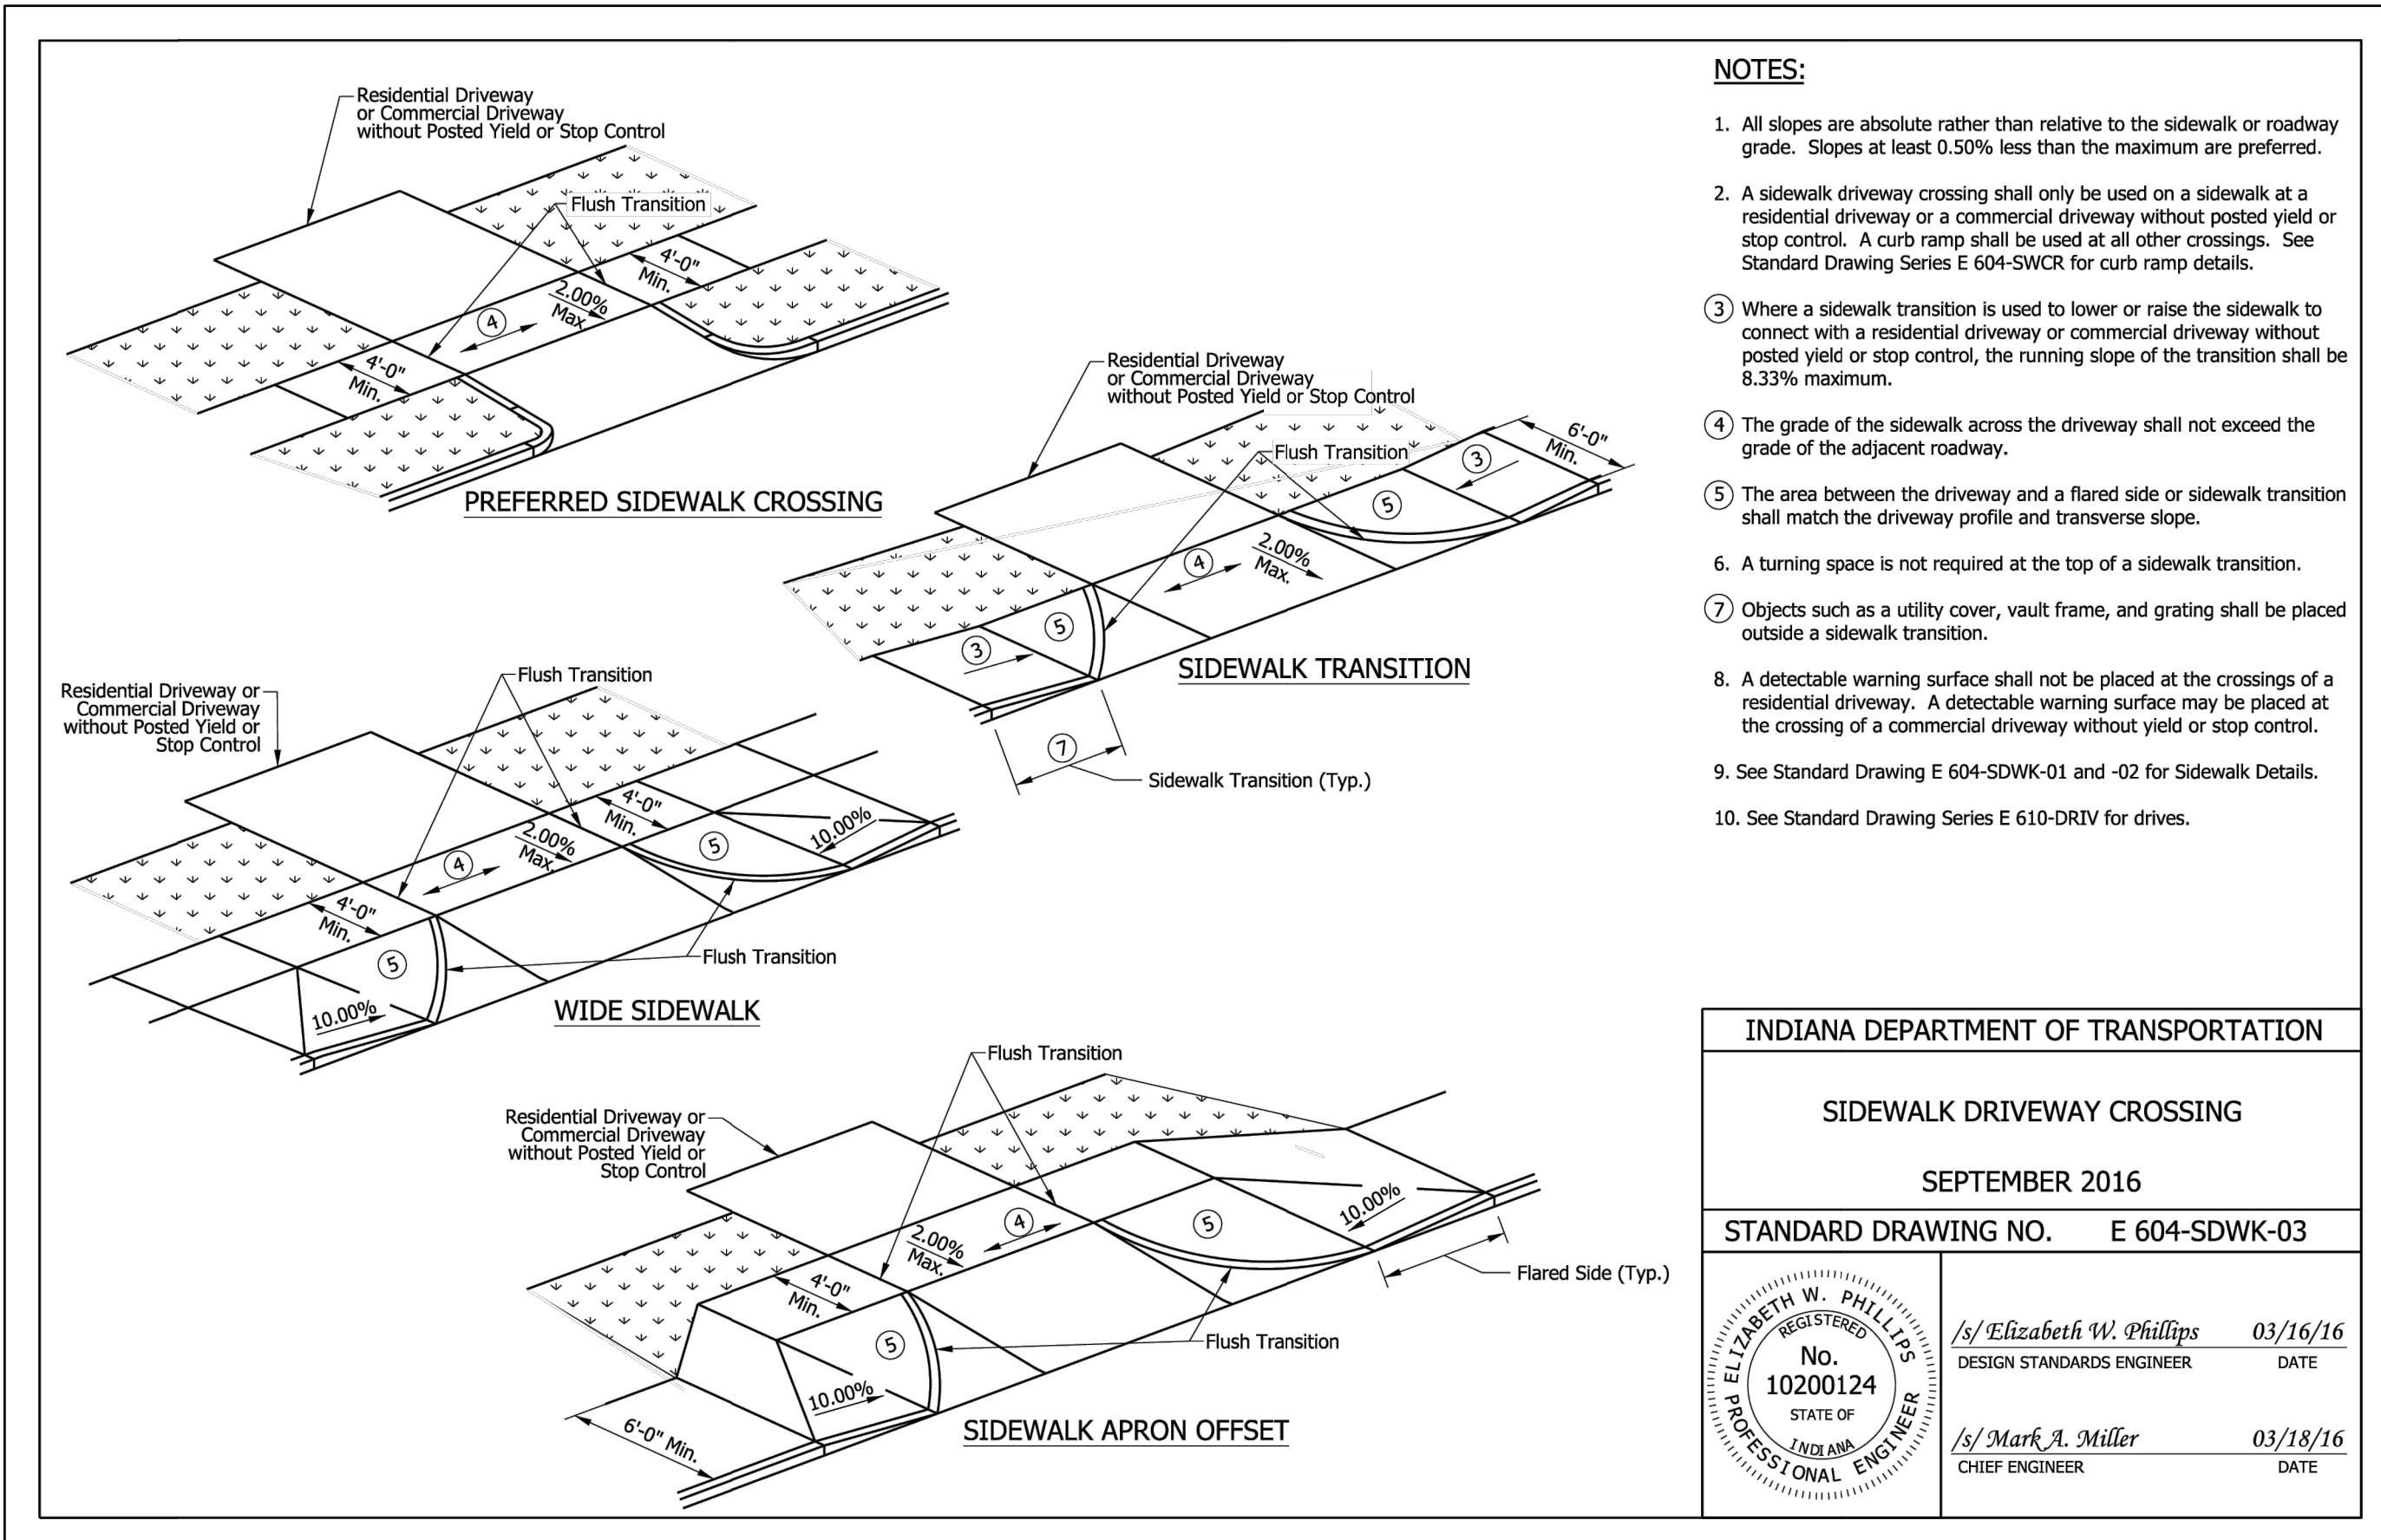 Residential Driveway
or Commercial Driveway
without Posted Yield or Stop Control
Flush Transition
4'-0"
Min.
2.00%
Max.
4
4'-0"
Min.
PREFERRED SIDEWALK CROSSING
Residential Driveway
or Commercial Driveway
without Posted Yield or Stop Control
Flush Transition
6'-0"
Min.
3
5
2.00%
Max.
4
5
3
SIDEWALK TRANSITION
7
Sidewalk Transition (Typ.)
Residential Driveway or
Commercial Driveway
without Posted Yield or
Stop Control
Flush Transition
4'-0"
Min.
10.00%
5
2.00%
Max.
4
4'-0"
Min.
5
10.00%
Flush Transition
WIDE SIDEWALK
Residential Driveway or
Commercial Driveway
without Posted Yield or
Stop Control
Flush Transition
10.00%
5
4
2.00%
Max.
4'-0"
Min.
5
10.00%
Flared Side (Typ.)
Flush Transition
6'-0" Min.
SIDEWALK APRON OFFSET
NOTES:
1. All slopes are absolute rather than relative to the sidewalk or roadway
grade. Slopes at least 0.50% less than the maximum are preferred.
2. A sidewalk driveway crossing shall only be used on a sidewalk at a
residential driveway or a commercial driveway without posted yield or
stop control. A curb ramp shall be used at all other crossings. See
Standard Drawing Series E 604-SWCR for curb ramp details.
3 Where a sidewalk transition is used to lower or raise the sidewalk to
connect with a residential driveway or commercial driveway without
posted yield or stop control, the running slope of the transition shall be
8.33% maximum.
4 The grade of the sidewalk across the driveway shall not exceed the
grade of the adjacent roadway.
5 The area between the driveway and a flared side or sidewalk transition
shall match the driveway profile and transverse slope.
6. A turning space is not required at the top of a sidewalk transition.
7 Objects such as a utility cover, vault frame, and grating shall be placed
outside a sidewalk transition.
8. A detectable warning surface shall not be placed at the crossings of a
residential driveway. A detectable warning surface may be placed at
the crossing of a commercial driveway without yield or stop control.
9. See Standard Drawing E 604-SDWK-01 and -02 for Sidewalk Details.
10. See Standard Drawing Series E 610-DRIV for drives.
INDIANA DEPARTMENT OF TRANSPORTATION
SIDEWALK DRIVEWAY CROSSING
SEPTEMBER 2016
STANDARD DRAWING NO. E 604-SDWK-03
ELIZABETH W. PHILLIPS
REGISTERED
No.
10200124
STATE OF
INDIANA
PROFESSIONAL ENGINEER
/s/ Elizabeth W. Phillips 03/16/16
DESIGN STANDARDS ENGINEER DATE
/s/ Mark A. Miller 03/18/16
CHIEF ENGINEER DATE